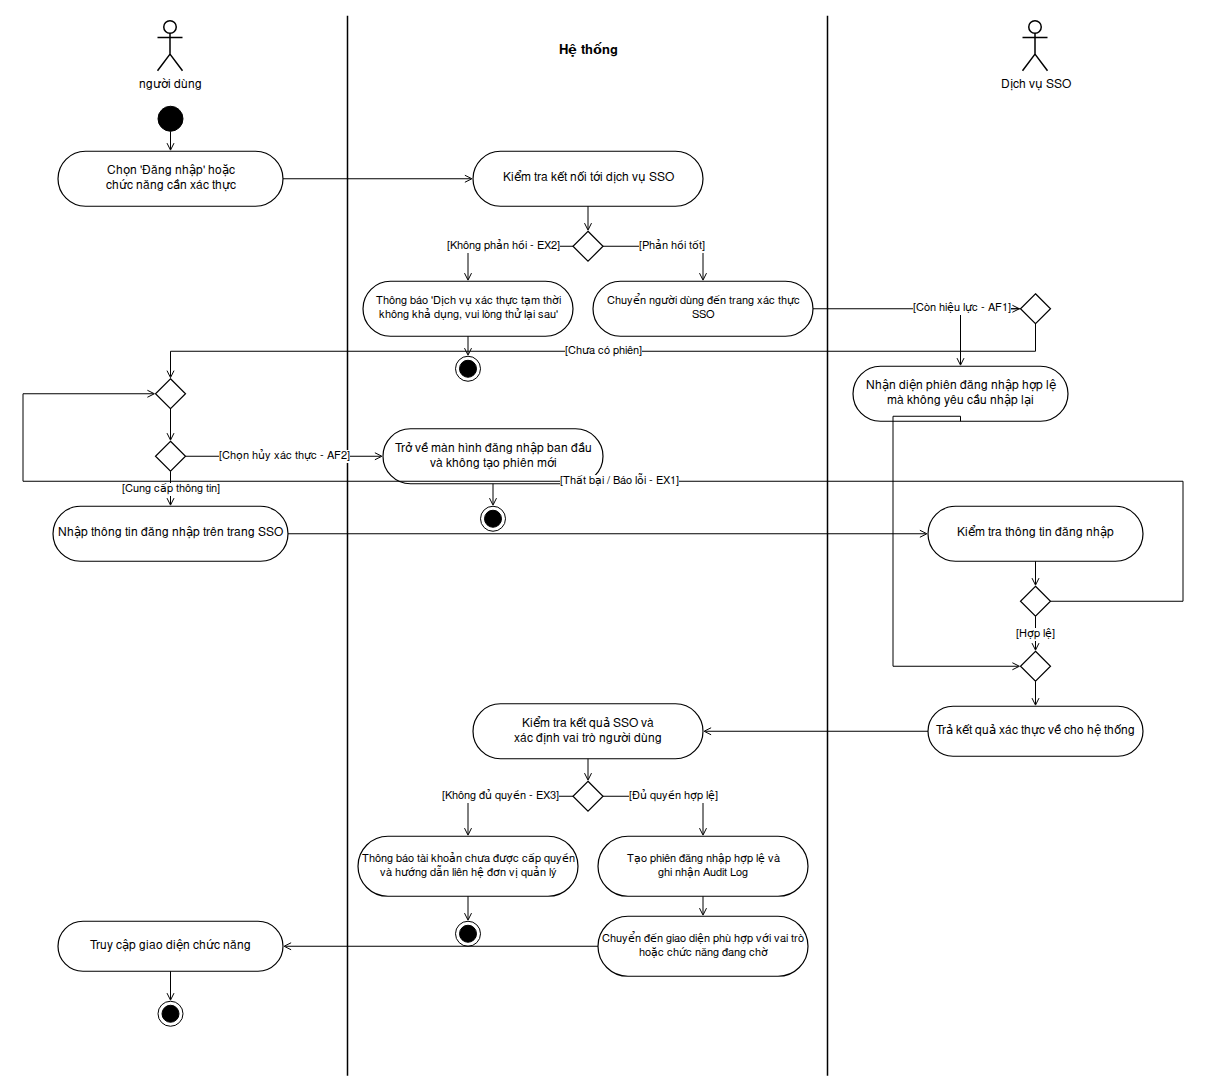 Hệ thống
người dùng
Dịch vụ SSO
Chọn 'Đăng nhập' hoặc
chức năng cần xác thực
Kiểm tra kết nối tới dịch vụ SSO
[Không phản hồi - EX2]
[Phản hồi tốt]
Thông báo 'Dịch vụ xác thực tạm thời
không khả dụng, vui lòng thử lại sau'
Chuyển người dùng đến trang xác thực
SSO
[Còn hiệu lực - AF1]
[Chưa có phiên]
Nhận diện phiên đăng nhập hợp lệ
mà không yêu cầu nhập lại
[Chọn hủy xác thực - AF2]
Trở về màn hình đăng nhập ban đầu
và không tạo phiên mới
[Thất bại / Báo lỗi - EX1]
[Cung cấp thông tin]
Nhập thông tin đăng nhập trên trang SSO
Kiểm tra thông tin đăng nhập
[Hợp lệ]
Kiểm tra kết quả SSO và
xác định vai trò người dùng
Trả kết quả xác thực về cho hệ thống
[Không đủ quyền - EX3]
[Đủ quyền hợp lệ]
Thông báo tài khoản chưa được cấp quyền
và hướng dẫn liên hệ đơn vị quản lý
Tạo phiên đăng nhập hợp lệ và
ghi nhận Audit Log
Truy cập giao diện chức năng
Chuyển đến giao diện phù hợp với vai trò
hoặc chức năng đang chờ